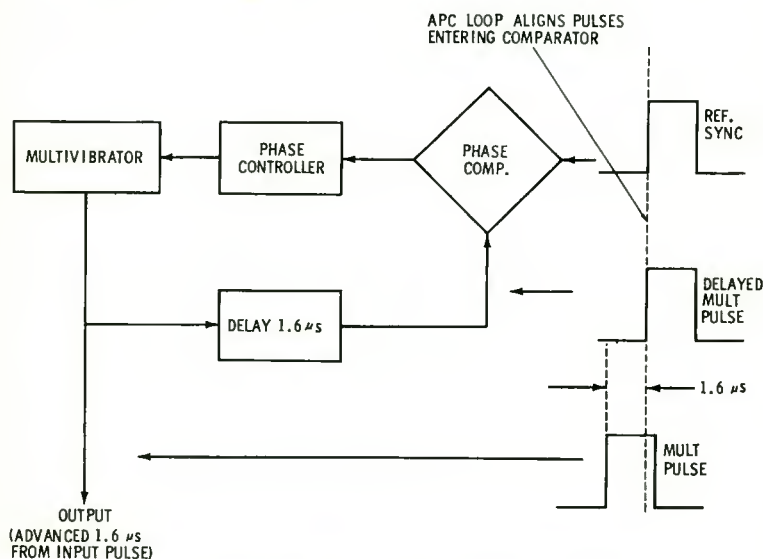 APC LOOP ALIGNS PULSES
ENTERING COMPARATOR
REF.
SYNC
MULTIVIBRATOR
PHASE
CONTROLLER
PHASE
COMP.
DELAYED
MULT
PULSE
DELAY 1.6 μs
1.6 μs
MULT
PULSE
OUTPUT
(ADVANCED 1.6 μs
FROM INPUT PULSE)